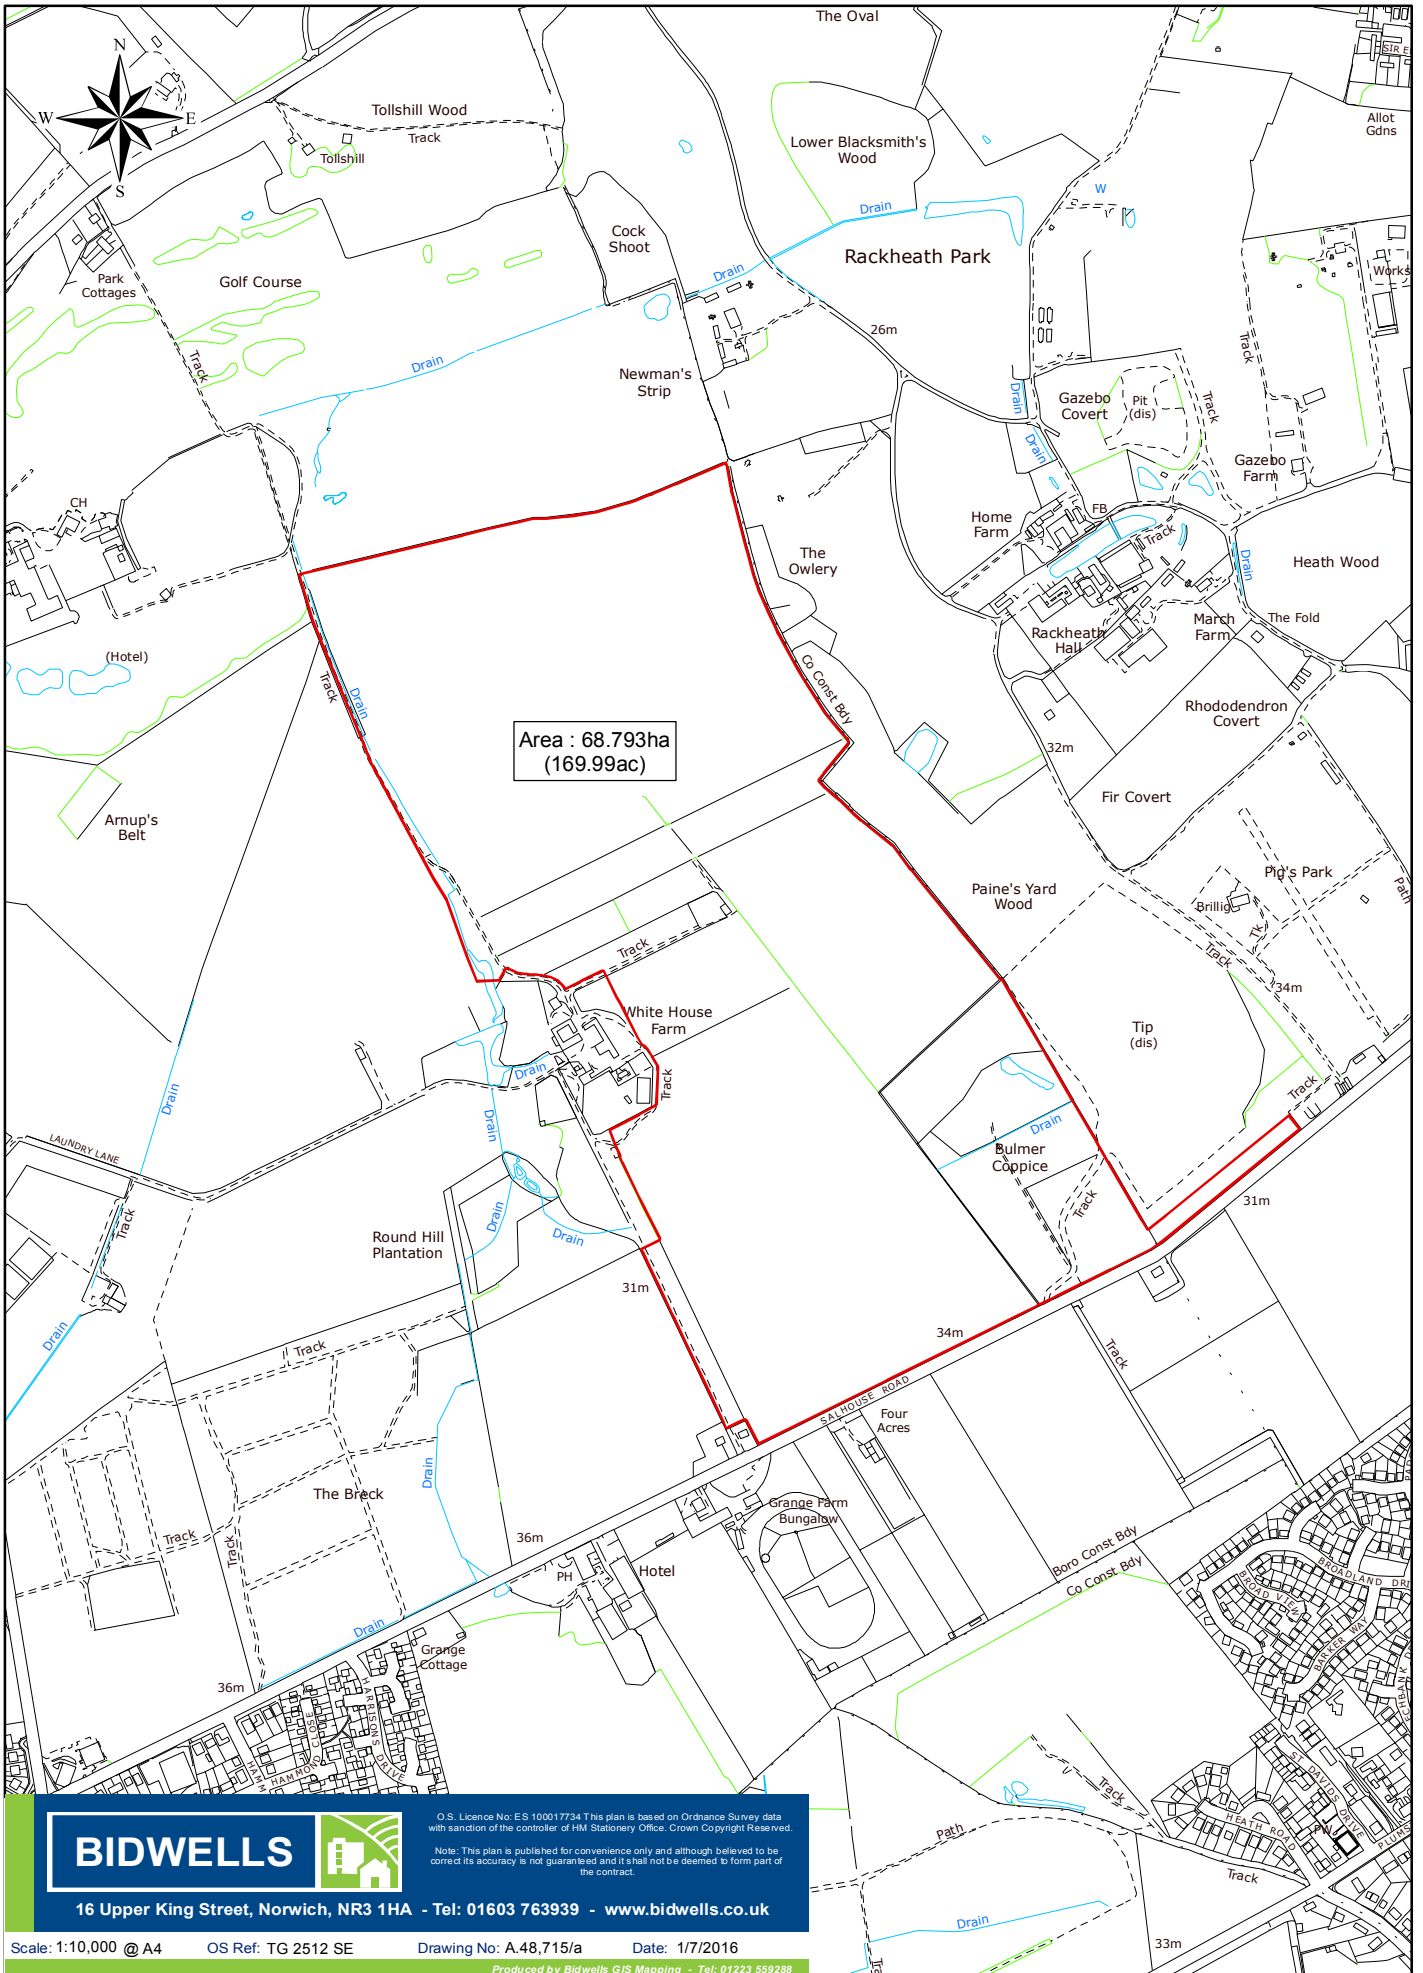 The Oval
N
W
E
S
Tollshill Wood
Track
Tollshill
Lower Blacksmith's
Wood
Allot
Gdns
W
Drain
Cock
Shoot
Rackheath Park
Drain
Park
Cottages
Golf Course
Works
26m
Track
Drain
Track
Newman's
Strip
Drain
Gazebo
Covert
Pit
(dis)
Track
Drain
Gazebo
Farm
CH
Home
Farm
FB
Track
The
Owlery
Drain
Heath Wood
Rackheath
Hall
March
Farm
The Fold
(Hotel)
Track
Drain
Co Const Bdy
Rhododendron
Covert
Area : 68.793ha
(169.99ac)
32m
Fir Covert
Arnup's
Belt
Pig's Park
Paine's Yard
Wood
Brillig
Path
Tk
Track
Track
34m
White House
Farm
Tip
(dis)
Drain
Track
Track
Drain
Drain
Drain
Bulmer
Coppice
LAUNDRY LANE
Track
Track
31m
Drain
Drain
Round Hill
Plantation
31m
34m
Drain
Track
Track
SALHOUSE ROAD
Four
Acres
Drain
The Breck
Grange Farm
Bungalow
Track
Track
36m
Boro Const Bdy
Co Const Bdy
PH
Hotel
BROADLAND DRI
BROAD VIEW
BARKER WAY
Drain
Grange
Cottage
36m
HARRISONS DRIVE
HAMMOND CLOSE
HAMM
ST DAVIDS DRIVE
Track
HEATH ROAD
PW
PLUMS
Path
Track
Drain
33m
BIDWELLS
O.S. Licence No: ES 100017734 This plan is based on Ordnance Survey data
with sanction of the controller of HM Stationery Office. Crown Copyright Reserved.
Note: This plan is published for convenience only and although believed to be
correct its accuracy is not guaranteed and it shall not be deemed to form part of
the contract.
16 Upper King Street, Norwich, NR3 1HA - Tel: 01603 763939 - www.bidwells.co.uk
Scale: 1:10,000 @ A4 OS Ref: TG 2512 SE Drawing No: A.48,715/a Date: 1/7/2016
Produced by Bidwells GIS Mapping - Tel: 01223 559288